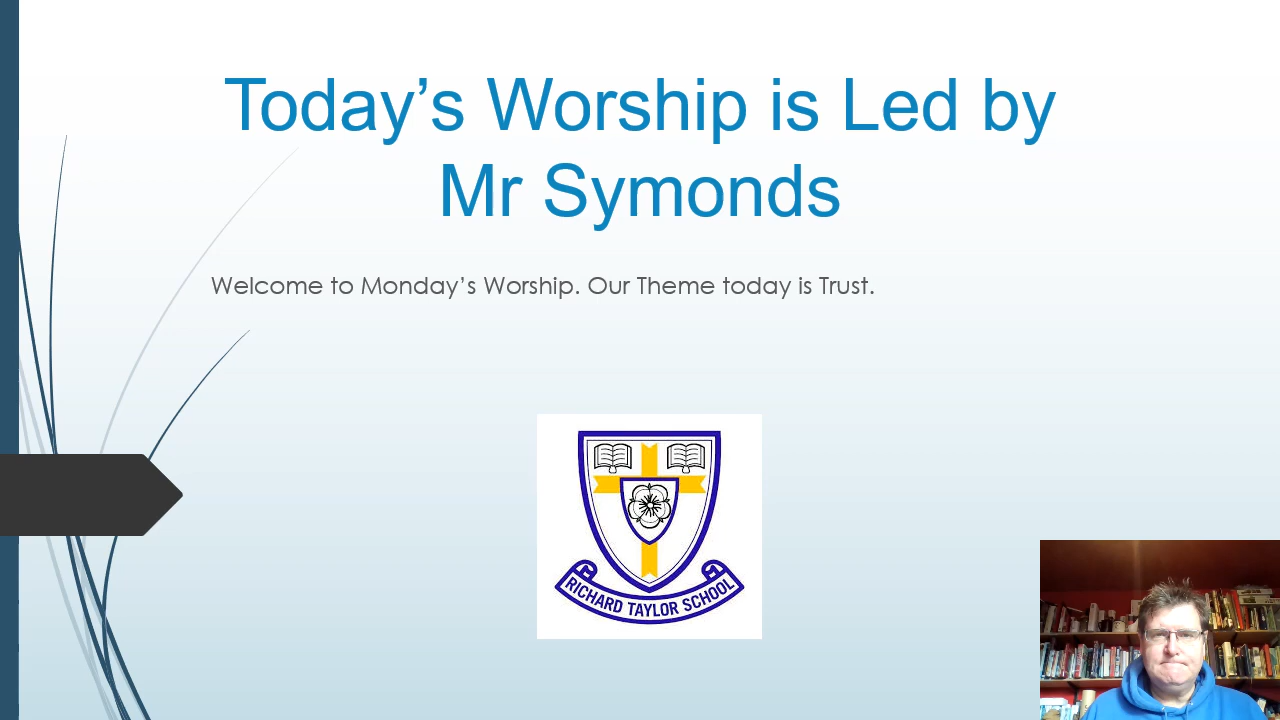 Today’s Worship is Led by
Mr Symonds
Welcome to Monday’s Worship. Our Theme today is Trust.
RICHARD TAYLOR SCHOOL